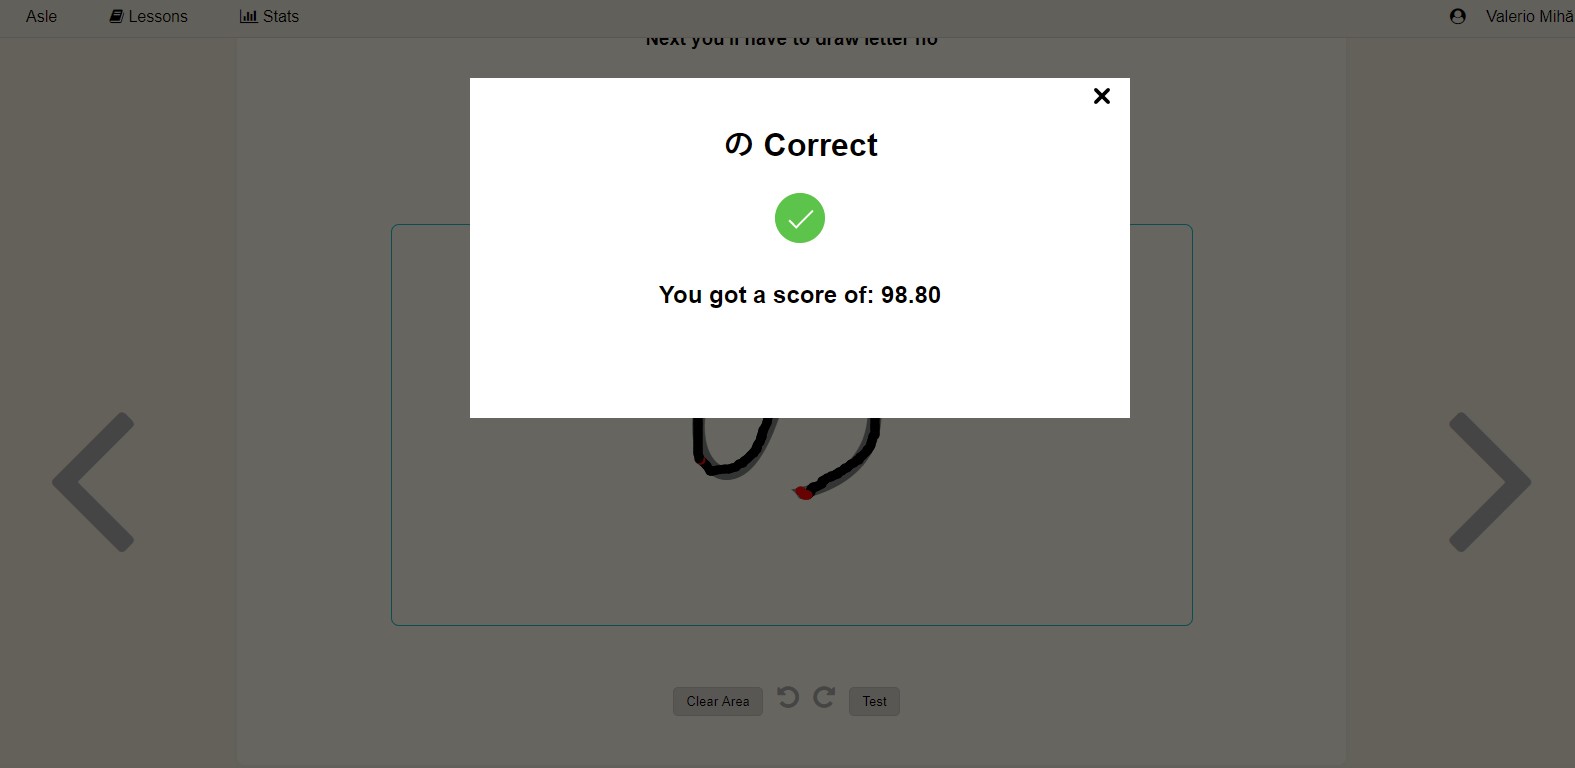 Asle Lessons Stats Valerio Mihă
Next you'll have to draw letter no
の Correct
You got a score of: 98.80
Clear Area Test